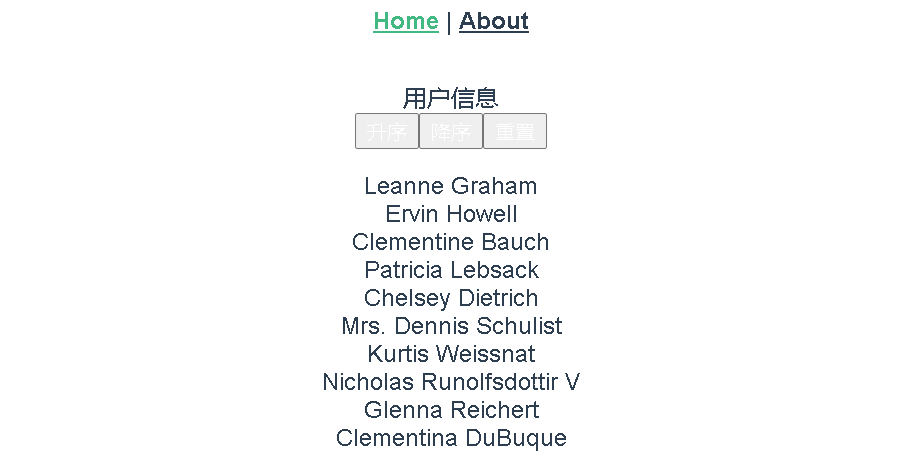 Home | About
用户信息
升序 降序 重置
Leanne Graham
Ervin Howell
Clementine Bauch
Patricia Lebsack
Chelsey Dietrich
Mrs. Dennis Schulist
Kurtis Weissnat
Nicholas Runolfsdottir V
Glenna Reichert
Clementina DuBuque